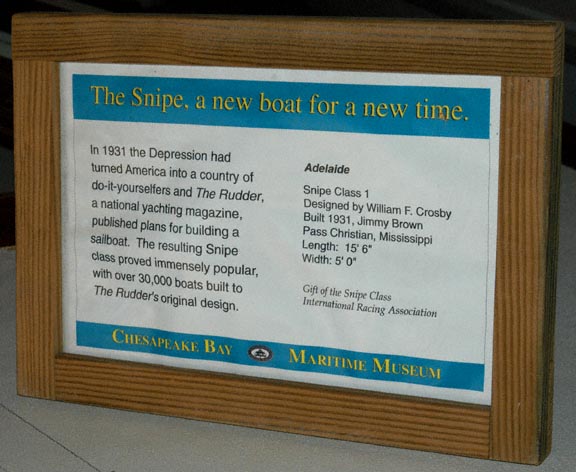 The Snipe, a new boat for a new time.
In 1931 the Depression had
turned America into a country of
do-it-yourselfers and The Rudder,
a national yachting magazine,
published plans for building a
sailboat. The resulting Snipe
class proved immensely popular,
with over 30,000 boats built to
The Rudder's original design.
Adelaide
Snipe Class 1
Designed by William F. Crosby
Built 1931, Jimmy Brown
Pass Christian, Mississippi
Length: 15' 6"
Width: 5' 0"
Gift of the Snipe Class
International Racing Association
CHESAPEAKE BAY MARITIME MUSEUM